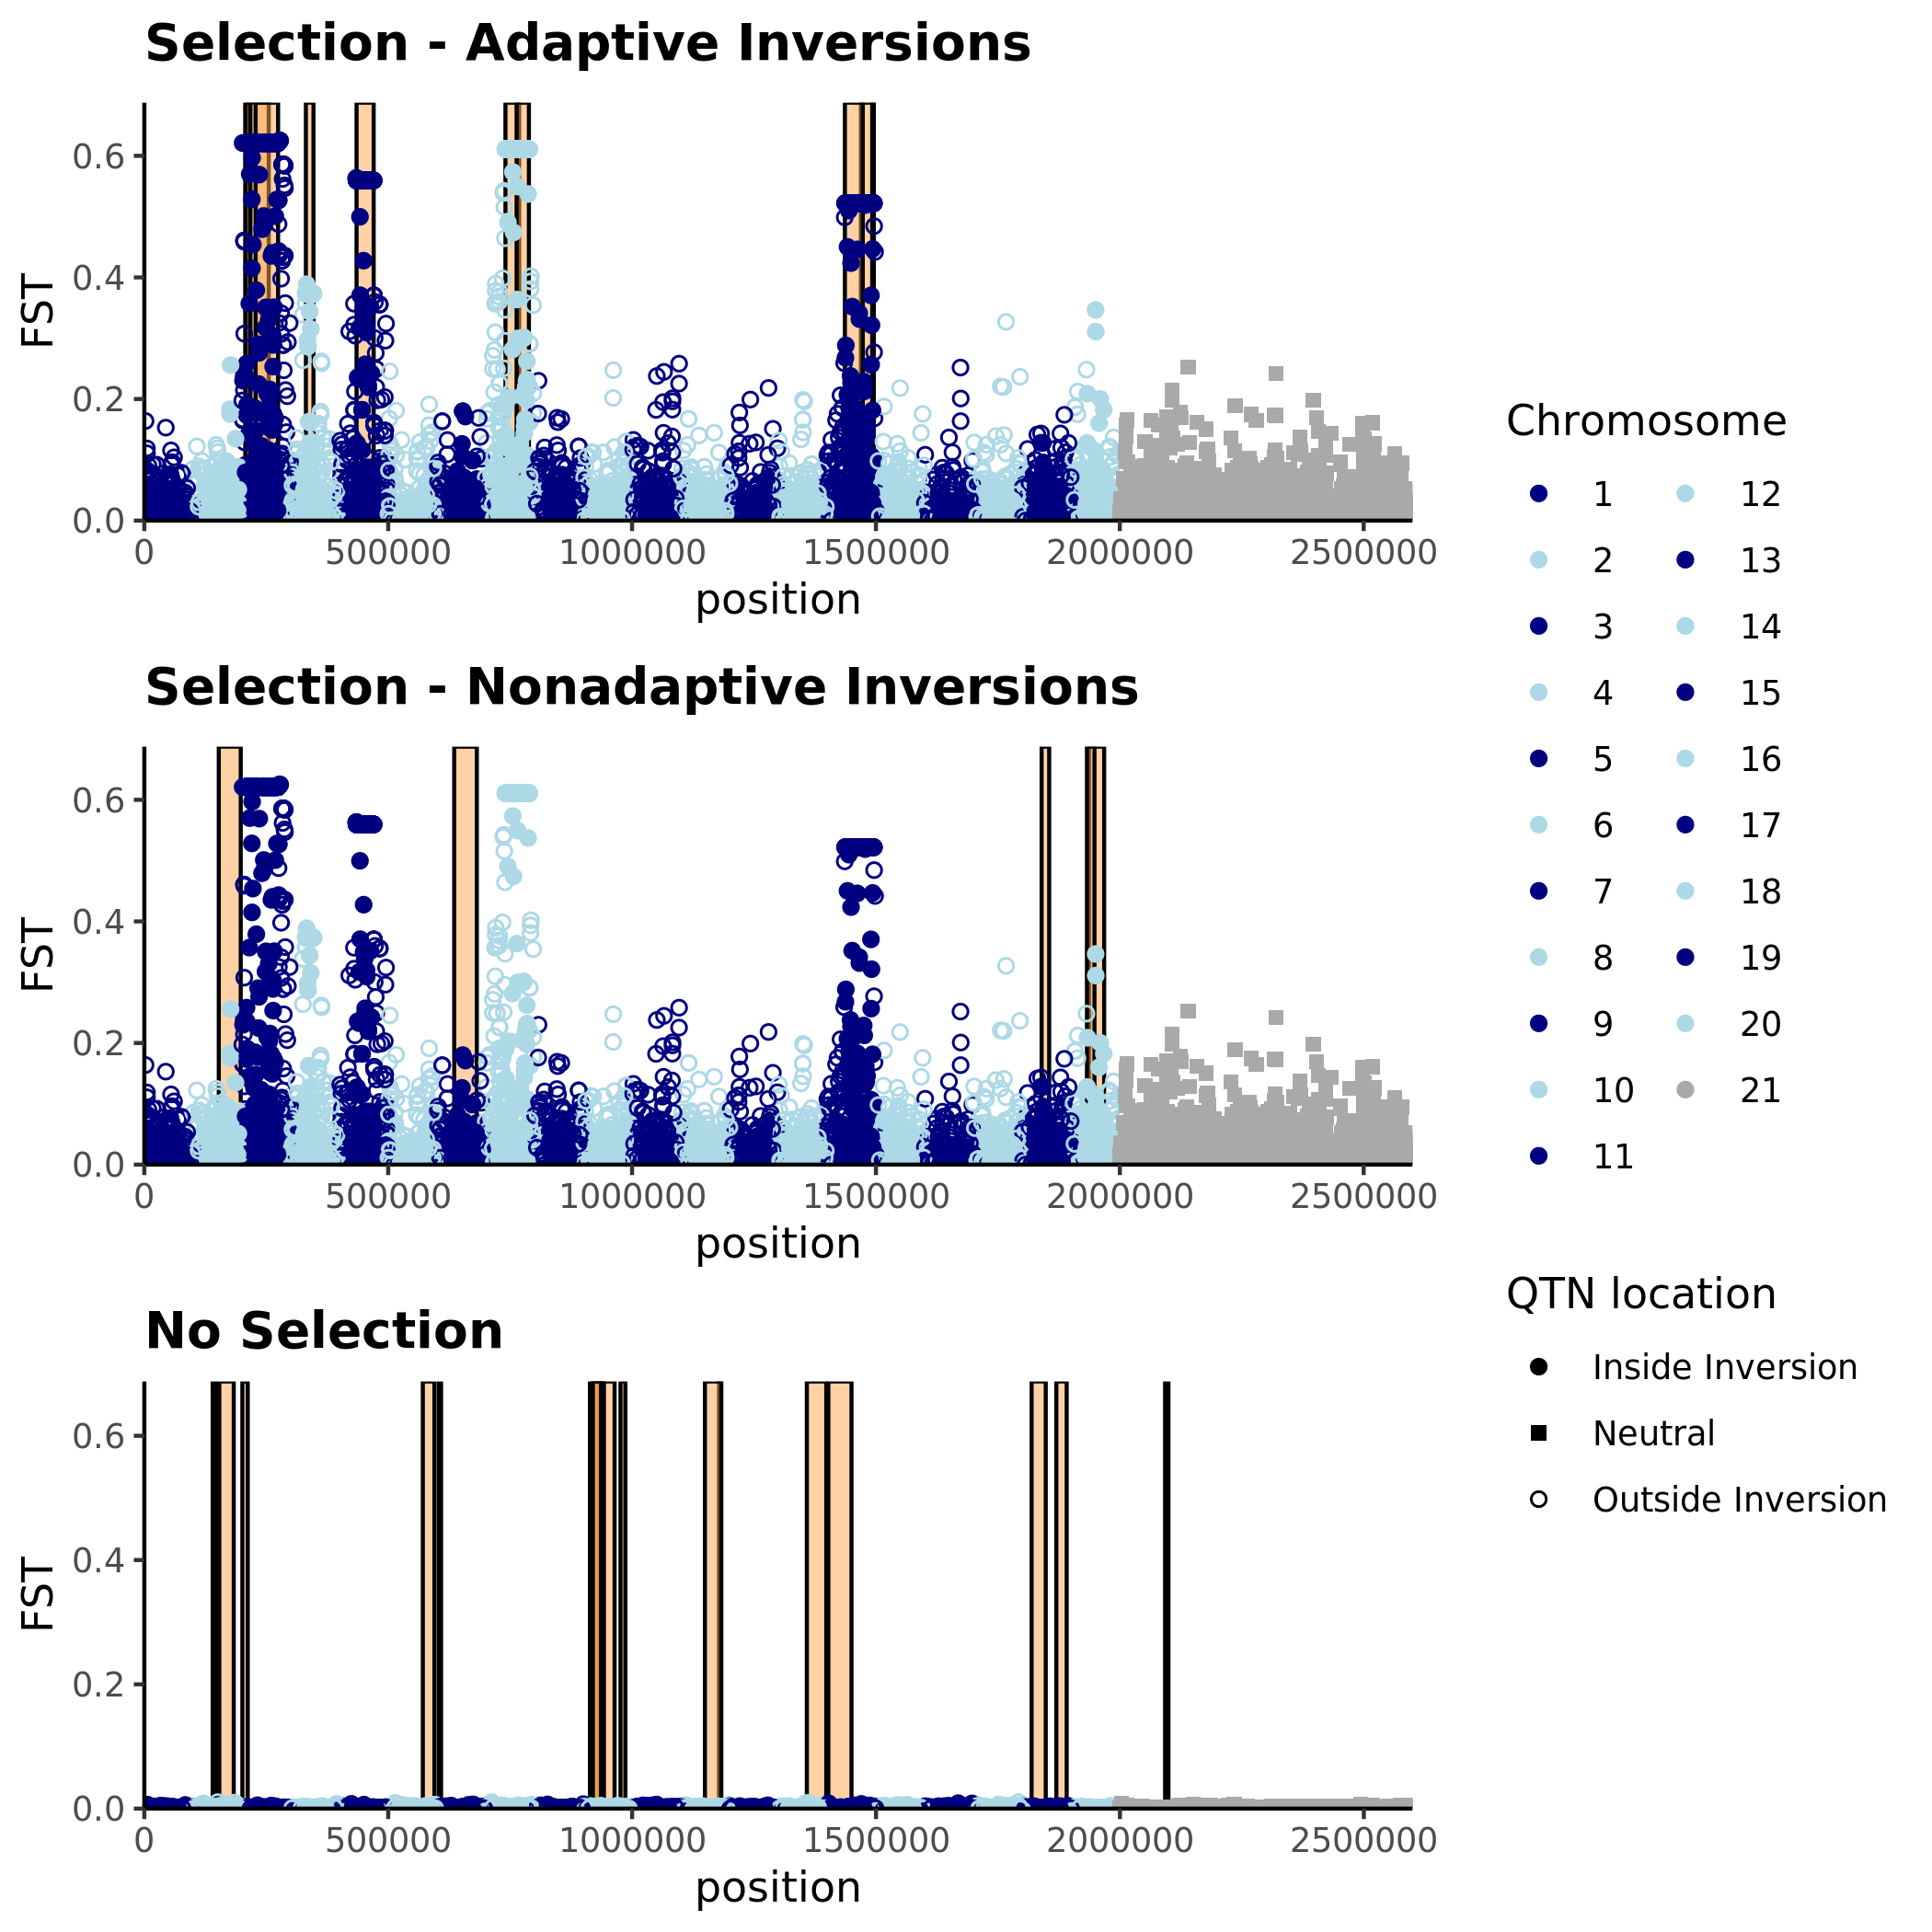 Selection - Adaptive Inversions
FST
0.6
0.4
0.2
0.0
0 500000 1000000 1500000 2000000 2500000
position
Selection - Nonadaptive Inversions
FST
0.6
0.4
0.2
0.0
0 500000 1000000 1500000 2000000 2500000
position
No Selection
FST
0.6
0.4
0.2
0.0
0 500000 1000000 1500000 2000000 2500000
position
Chromosome
1 12
2 13
3 14
4 15
5 16
6 17
7 18
8 19
9 20
10 21
11
QTN location
Inside Inversion
Neutral
Outside Inversion